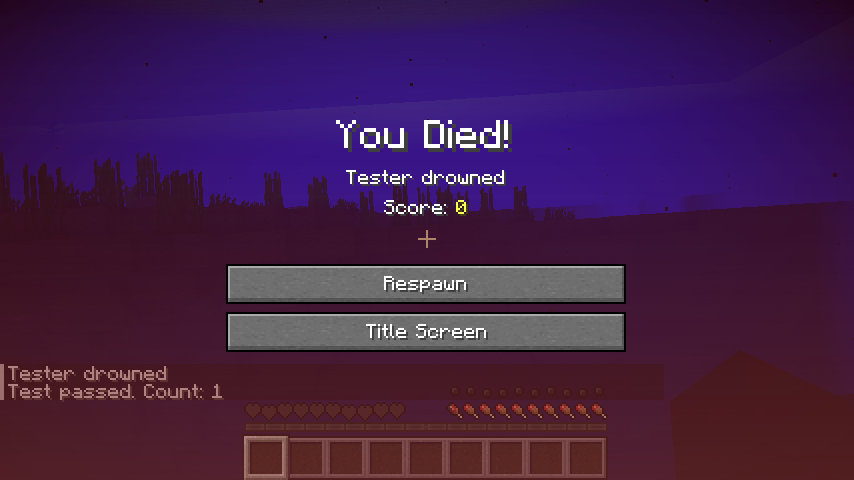 You Died!
Tester drowned
Score: 0
Respawn
Title Screen
Tester drowned
Test passed. Count: 1